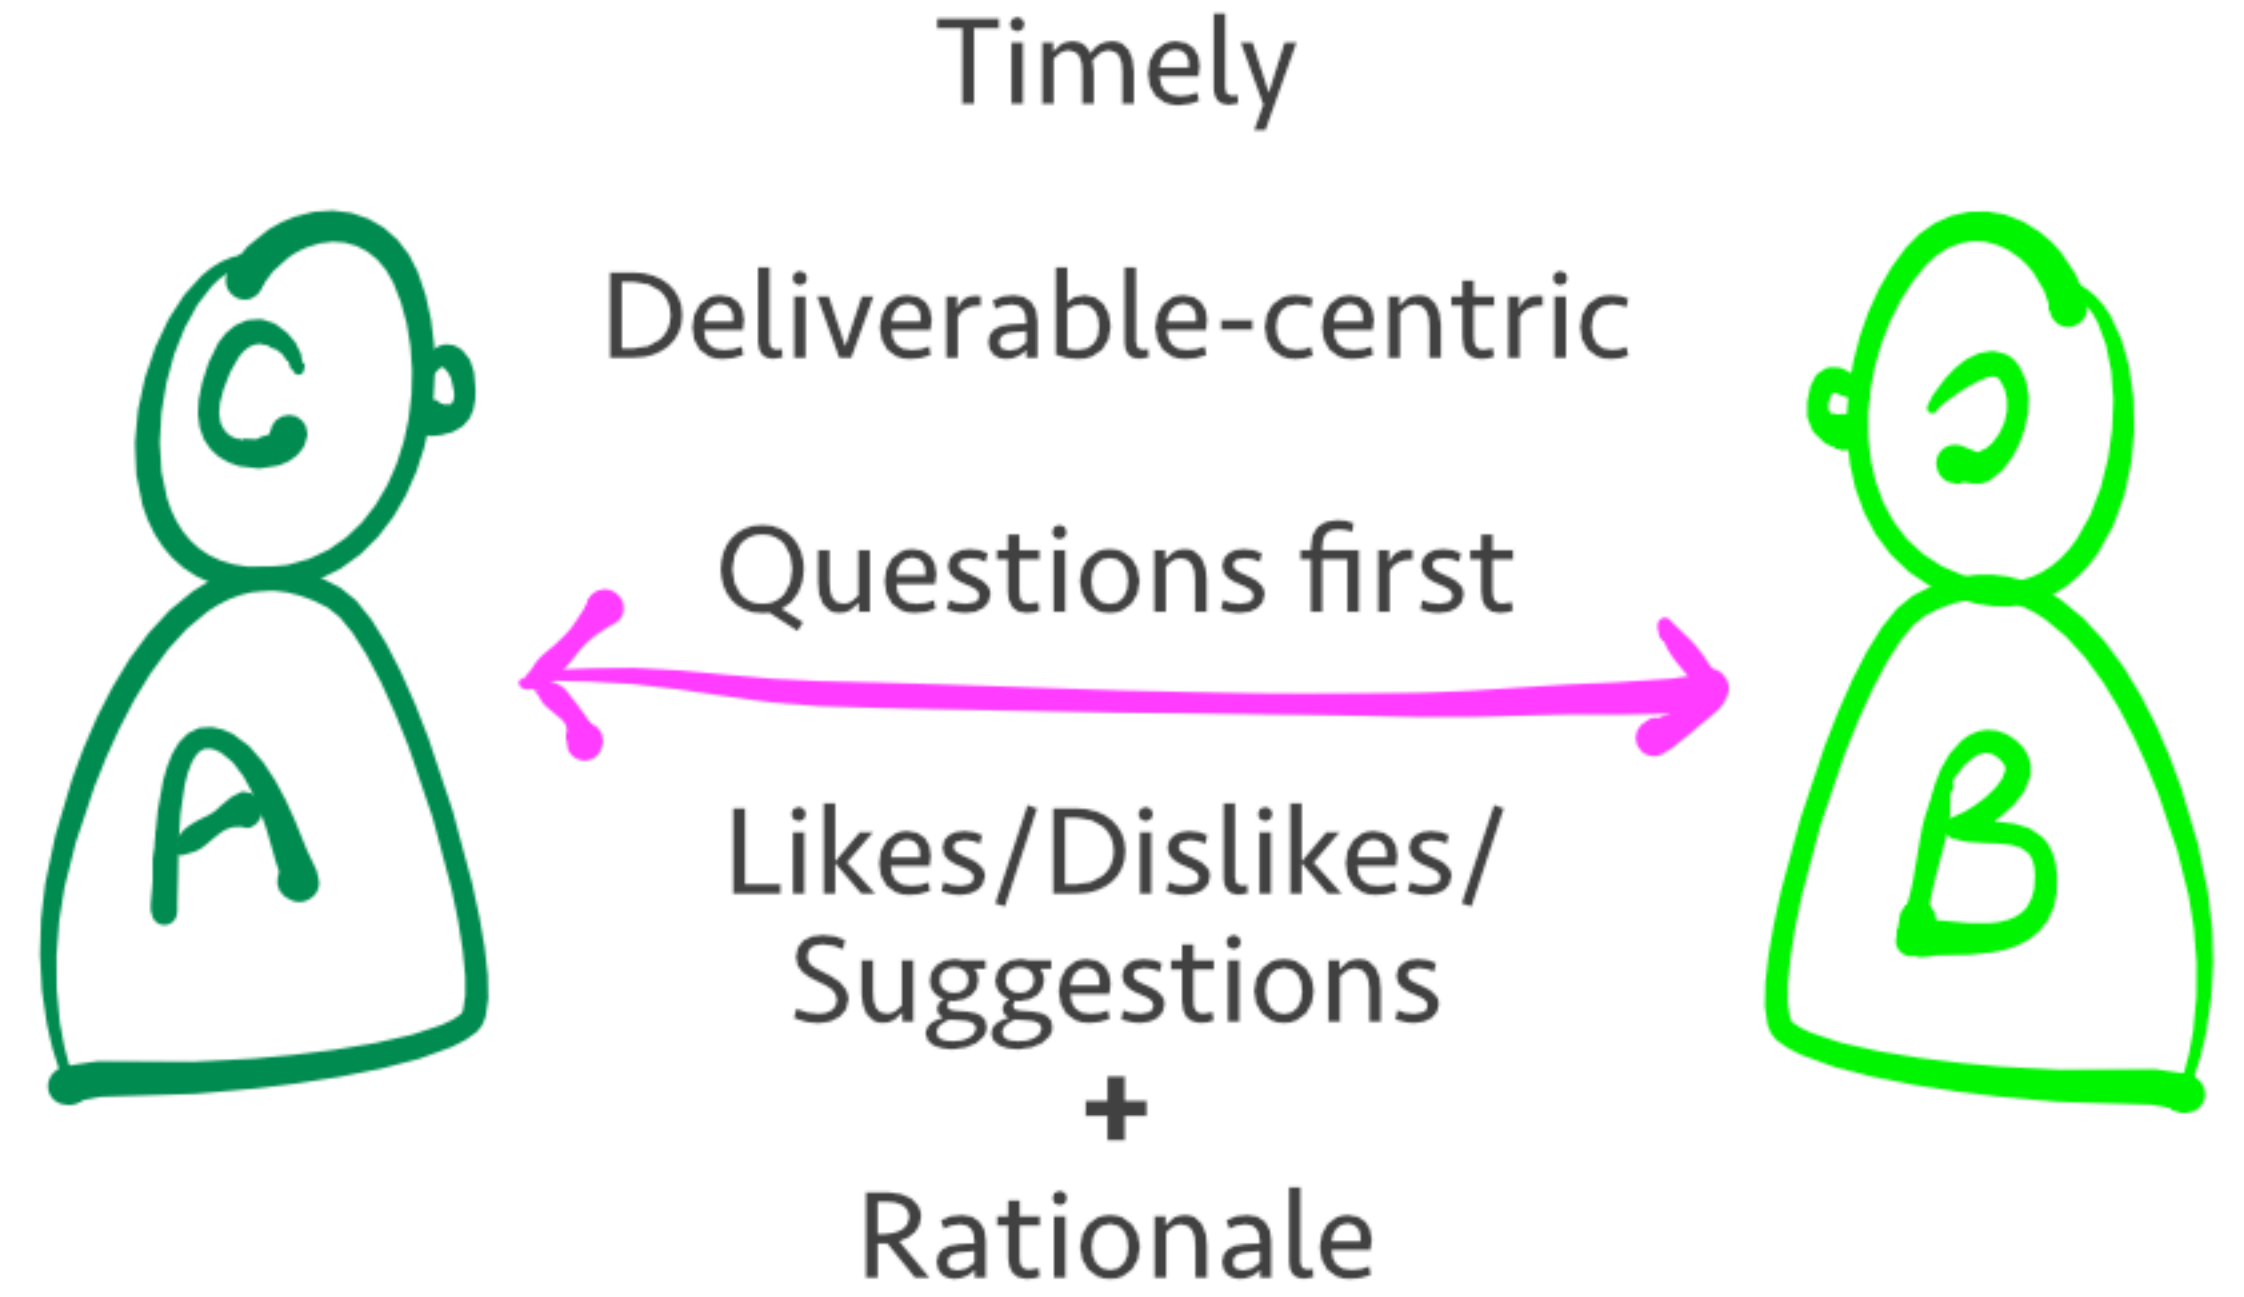 Timely
Deliverable-centric
Questions first
Likes/Dislikes/
Suggestions
+
Rationale
A
B